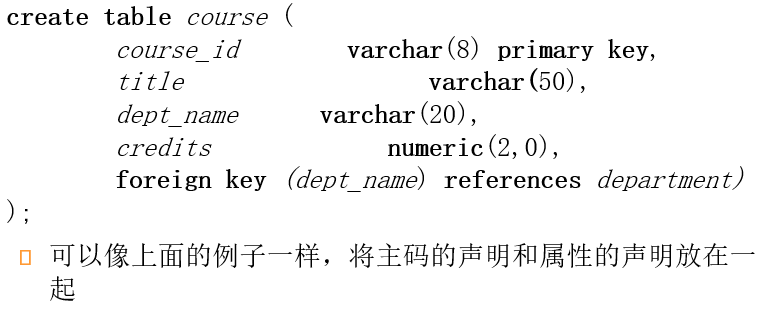 create table course (
course_id varchar(8) primary key,
title varchar(50),
dept_name varchar(20),
credits numeric(2,0),
foreign key (dept_name) references department)
);
可以像上面的例子一样，将主码的声明和属性的声明放在一
起